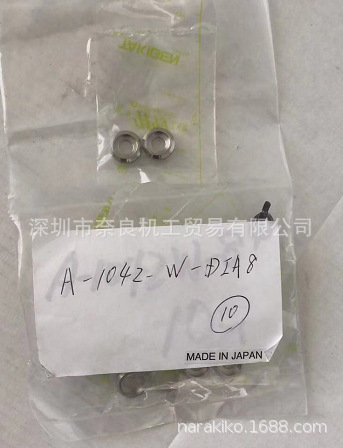 TAKIGEN
深圳市奈良机工贸易有限公司
A-1042-W-DIA8
10
MADE IN JAPAN
narakiko.1688.com